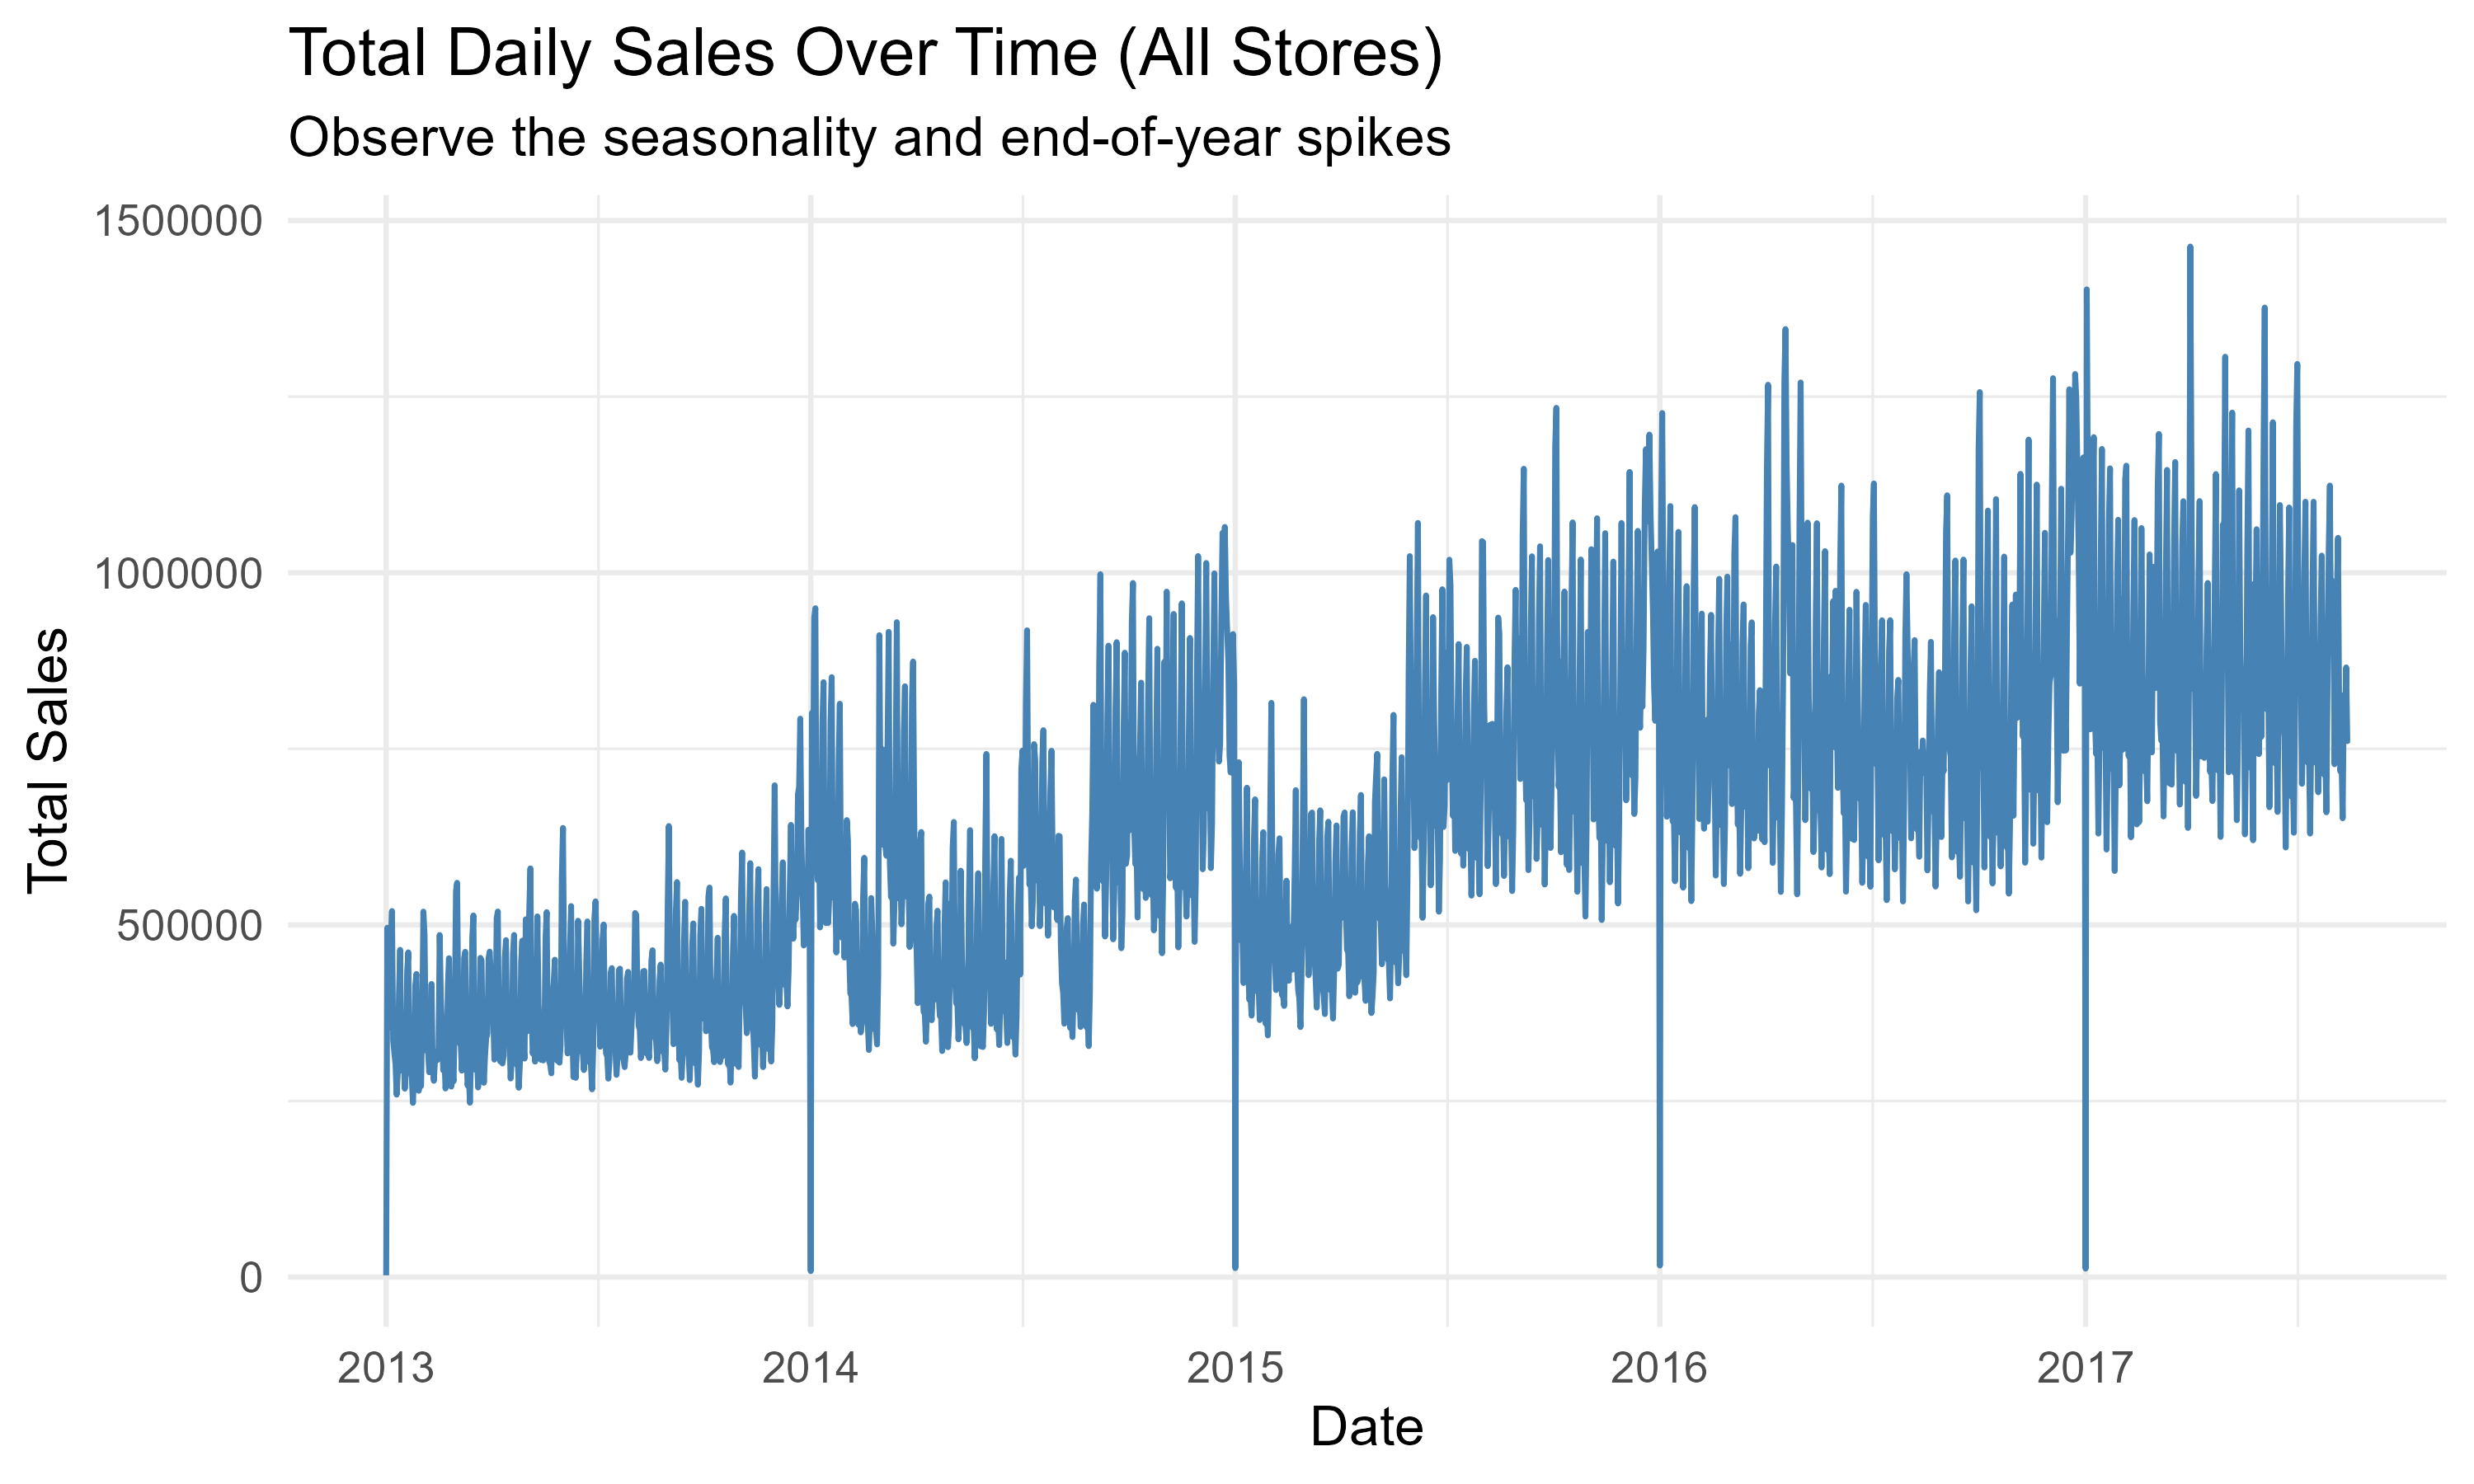 Total Daily Sales Over Time (All Stores)
Observe the seasonality and end-of-year spikes
1500000
1000000
500000
0
Total Sales
2013 2014 2015 2016 2017
Date